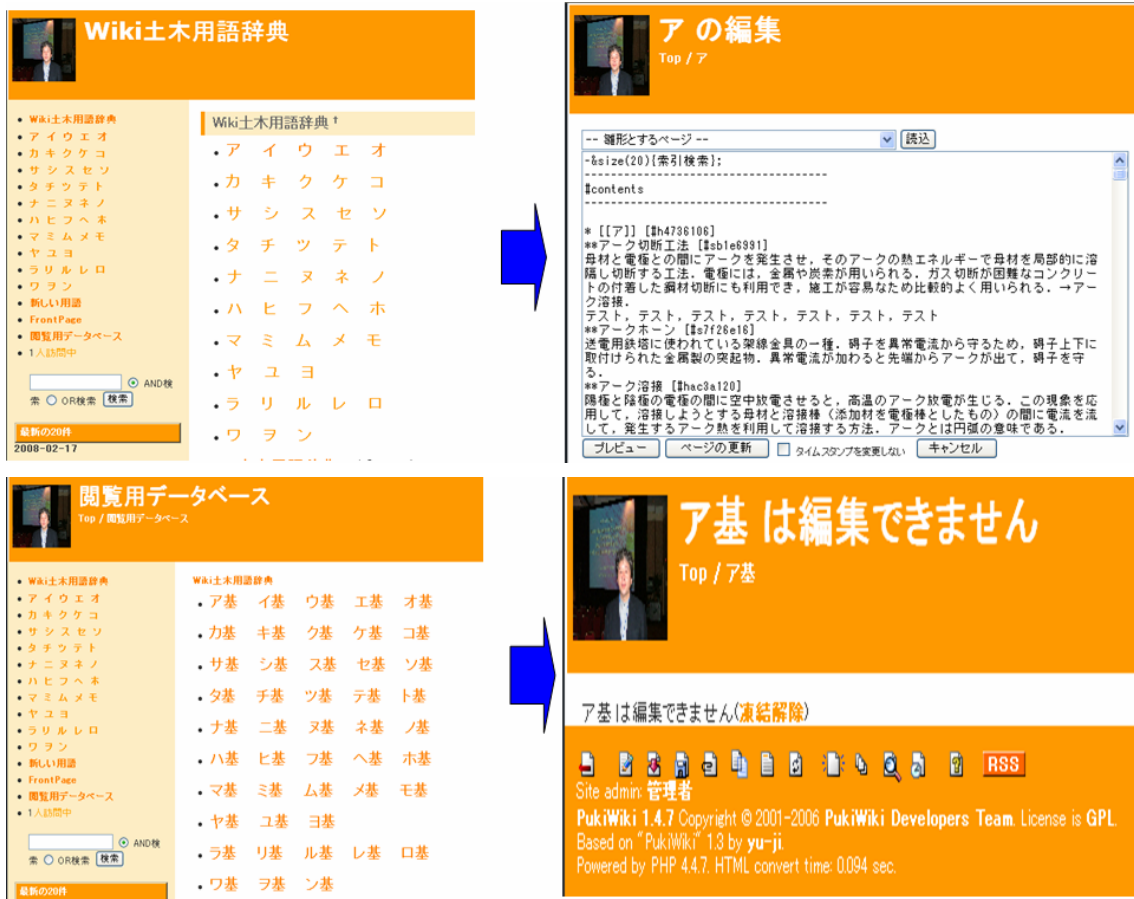 Wiki土木用語辞典
Wiki土木用語辞典
ア イ ウ エ オ
カ キ ク ケ コ
サ シ ス セ ソ
タ チ ツ テ ト
ナ ニ ヌ ネ ノ
ハ ヒ フ ヘ ホ
マ ミ ム メ モ
ヤ ユ ヨ
ラ リ ル レ ロ
ワ ヲ ン
新しい用語
FrontPage
閲覧用データベース
1人訪問中
AND検索 OR検索 検索
最新の20件
2008-02-17
Wiki土木用語辞典 †
ア イ ウ エ オ
カ キ ク ケ コ
サ シ ス セ ソ
タ チ ツ テ ト
ナ ニ ヌ ネ ノ
ハ ヒ フ ヘ ホ
マ ミ ム メ モ
ヤ ユ ヨ
ラ リ ル レ ロ
ワ ヲ ン
ア の編集
Top / ア
-- 雛形とするページ -- 読込
-&size(20){索引検索};
------------------------------------
#contents
------------------------------------
* [[ア]] [#h4736106]
**アーク切断工法 [#sb1e6991]
母材と電極との間にアークを発生させ，そのアークの熱エネルギーで母材を局部的に溶
隔し切断する工法．電極には，金属や炭素が用いられる．ガス切断が困難なコンクリー
トの付着した鋼材切断にも利用でき，施工が容易なため比較的よく用いられる．→アー
ク溶接．
テスト，テスト，テスト，テスト，テスト，テスト，テスト
**アークホーン [#s7f26e16]
送電用鉄塔に使われている架線金具の一種．碍子を異常電流から守るため，碍子上下に
取付けられた金属製の突起物．異常電流が加わると先端からアークが出て，碍子を守
る．
**アーク溶接 [#hac3a120]
陽極と陰極の電極の間に空中放電させると，高温のアーク放電が生じる．この現象を応
用して，溶接しようとする母材と溶接棒（添加材を電極棒としたもの）の間に電流を流
して，発生するアーク熱を利用して溶接する方法．アークとは円弧の意味である．
プレビュー ページの更新 タイムスタンプを変更しない キャンセル
閲覧用データベース
Top / 閲覧用データベース
Wiki土木用語辞典
ア イ ウ エ オ
カ キ ク ケ コ
サ シ ス セ ソ
タ チ ツ テ ト
ナ ニ ヌ ネ ノ
ハ ヒ フ ヘ ホ
マ ミ ム メ モ
ヤ ユ ヨ
ラ リ ル レ ロ
ワ ヲ ン
新しい用語
FrontPage
閲覧用データベース
1人訪問中
AND検索 OR検索 検索
最新の20件
Wiki土木用語辞典
ア基 イ基 ウ基 エ基 オ基
カ基 キ基 ク基 ケ基 コ基
サ基 シ基 ス基 セ基 ソ基
タ基 チ基 ツ基 テ基 ト基
ナ基 ニ基 ヌ基 ネ基 ノ基
ハ基 ヒ基 フ基 ヘ基 ホ基
マ基 ミ基 ム基 メ基 モ基
ヤ基 ユ基 ヨ基
ラ基 リ基 ル基 レ基 ロ基
ワ基 ヲ基 ン基
ア基 は編集できません
Top / ア基
ア基 は編集できません(凍結解除)
RSS
Site admin: 管理者
PukiWiki 1.4.7 Copyright © 2001-2006 PukiWiki Developers Team. License is GPL.
Based on "PukiWiki" 1.3 by yu-ji.
Powered by PHP 4.4.7. HTML convert time: 0.094 sec.